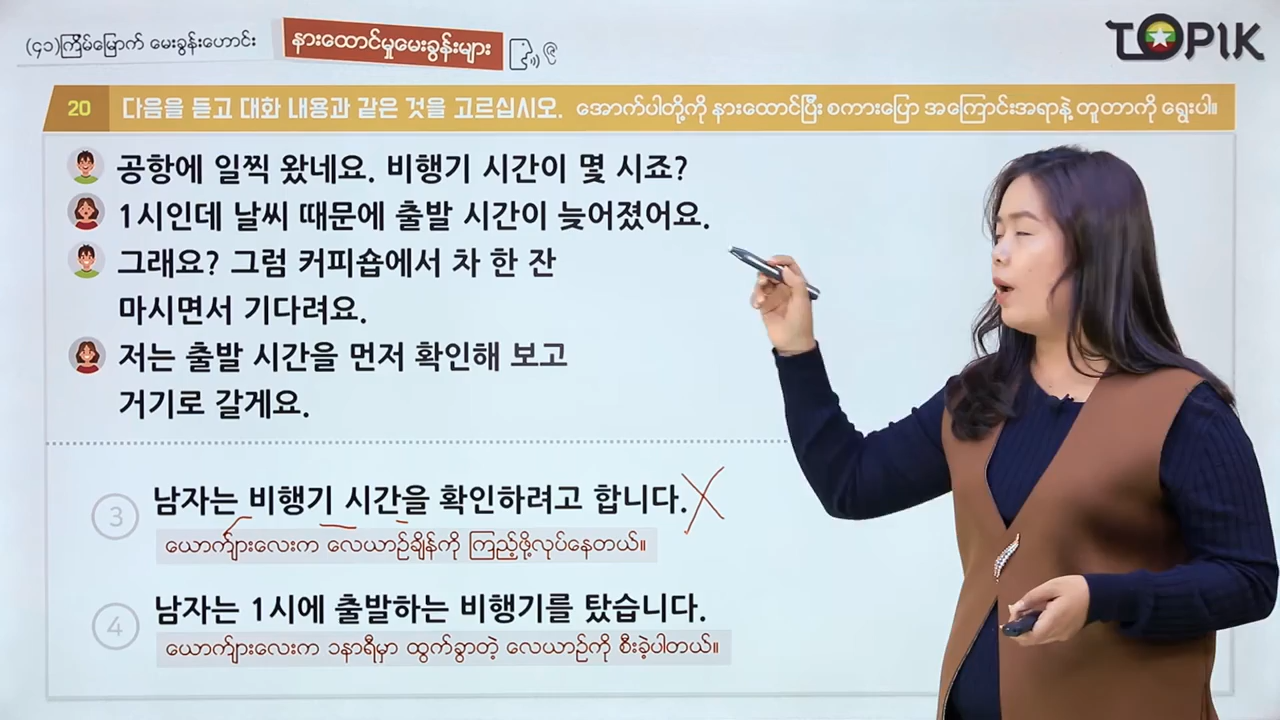 (၄၁)ကြိမ်မြောက် မေးခွန်းဟောင်း
နားထောင်မှုမေးခွန်းများ
၉
TOPIK
20 다음을 듣고 대화 내용과 같은 것을 고르십시오. အောက်ပါတို့ကို နားထောင်ပြီး စကားပြော အကြောင်းအရာနဲ့ တူတာကို ရွေးပါ။
공항에 일찍 왔네요. 비행기 시간이 몇 시죠?
1시인데 날씨 때문에 출발 시간이 늦어졌어요.
그래요? 그럼 커피숍에서 차 한 잔
마시면서 기다려요.
저는 출발 시간을 먼저 확인해 보고
거기로 갈게요.
3 남자는 비행기 시간을 확인하려고 합니다.
ယောက်ျားလေးက လေယာဉ်ချိန်ကို ကြည့်ဖို့လုပ်နေတယ်။
4 남자는 1시에 출발하는 비행기를 탔습니다.
ယောက်ျားလေးက ၁နာရီမှာ ထွက်ခွာတဲ့ လေယာဉ်ကို စီးခဲ့ပါတယ်။